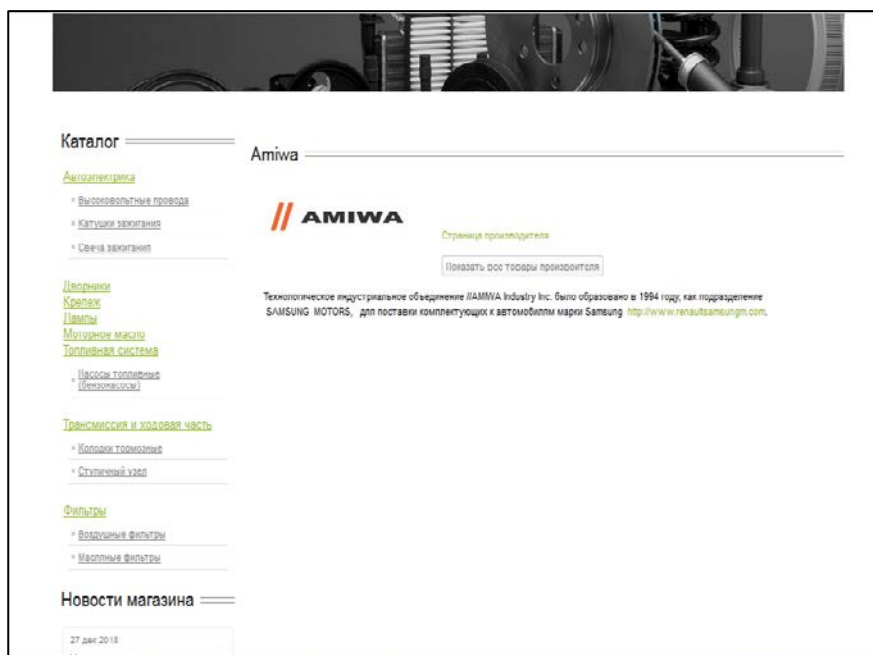 Каталог
Автоэлектрика
Высоковольтные провода
Катушки зажигания
Свеча зажигания
Дворники
Крепеж
Лампы
Моторное масло
Топливная система
Насосы топливные
(бензонасосы)
Трансмиссия и ходовая часть
Колодки тормозные
Ступичный узел
Фильтры
Воздушные фильтры
Масляные фильтры
Новости магазина
27 дек 2018
Amiwa
// AMIWA
Страница производителя
Показать все товары производителя
Технологическое индустриальное объединение //AMIWA Industry Inc. было образовано в 1994 году, как подразделение
SAMSUNG MOTORS, для поставки комплектующих к автомобилям марки Samsung http://www.renaultsamsungm.com.